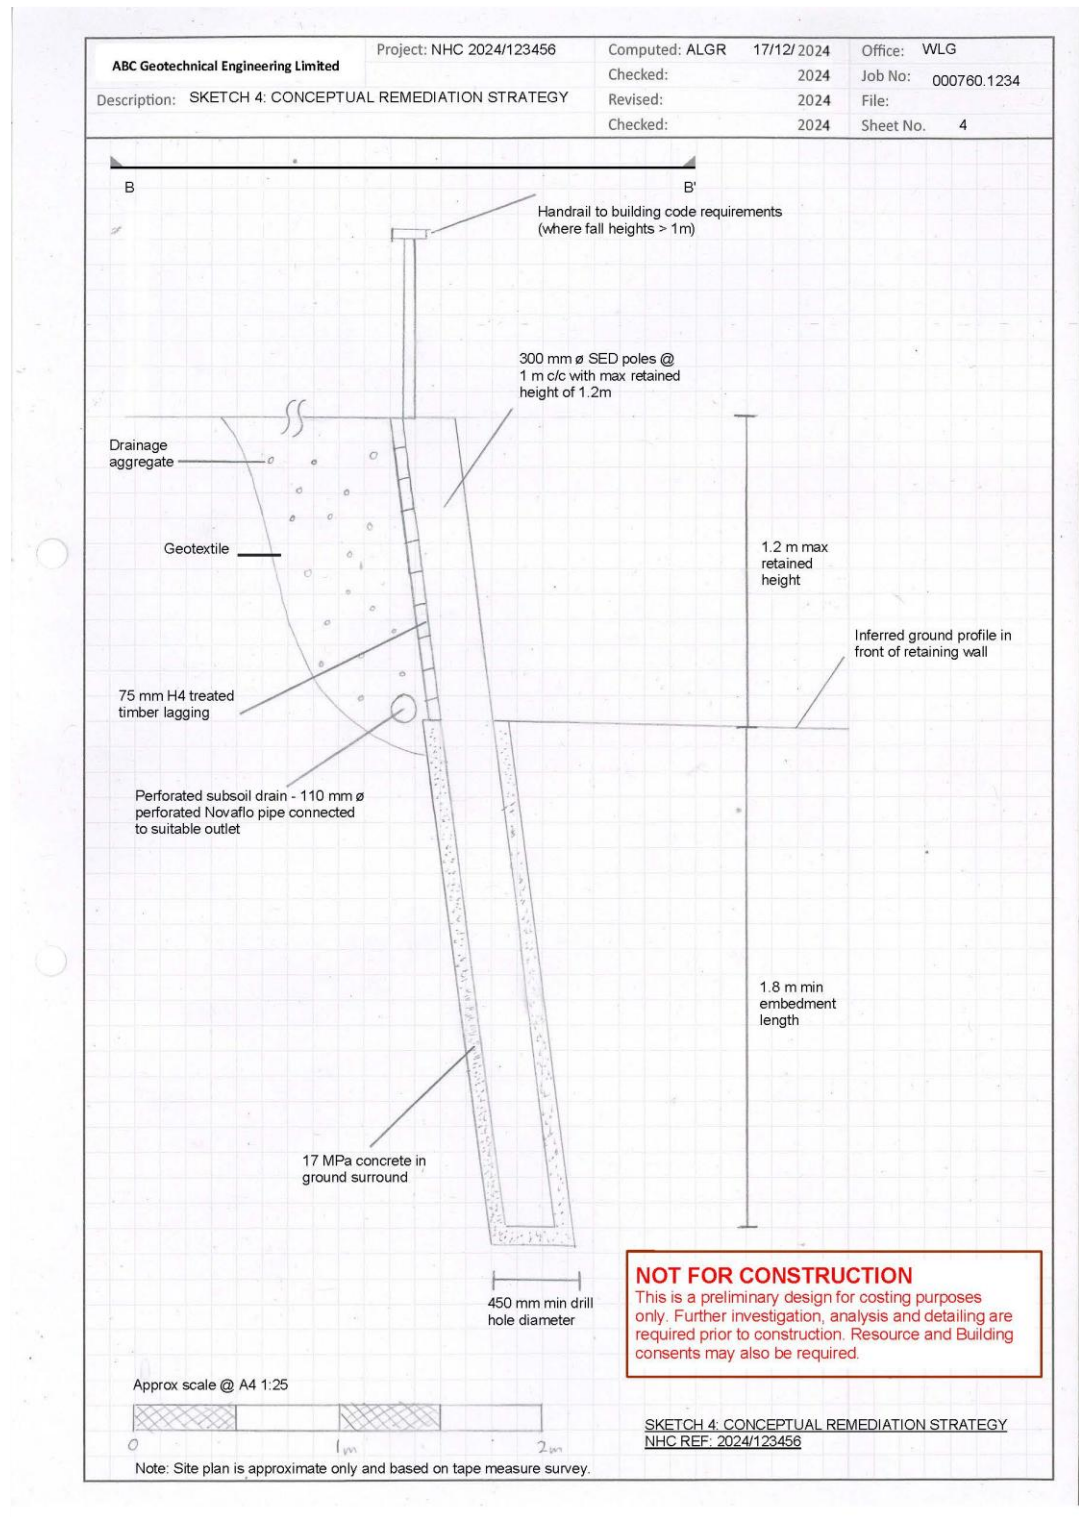 ABC Geotechnical Engineering Limited
Project: NHC 2024/123456
Description: SKETCH 4: CONCEPTUAL REMEDIATION STRATEGY
Computed: ALGR 17/12/2024
Checked: 2024
Revised: 2024
Checked: 2024
Office: WLG
Job No: 000760.1234
File:
Sheet No. 4
B
B'
Handrail to building code requirements
(where fall heights > 1m)
300 mm ø SED poles @
1 m c/c with max retained
height of 1.2m
Drainage
aggregate
Geotextile
1.2 m max
retained
height
Inferred ground profile in
front of retaining wall
75 mm H4 treated
timber lagging
Perforated subsoil drain - 110 mm ø
perforated Novaflo pipe connected
to suitable outlet
1.8 m min
embedment
length
17 MPa concrete in
ground surround
450 mm min drill
hole diameter
NOT FOR CONSTRUCTION
This is a preliminary design for costing purposes
only. Further investigation, analysis and detailing are
required prior to construction. Resource and Building
consents may also be required.
Approx scale @ A4 1:25
0 1m 2m
Note: Site plan is approximate only and based on tape measure survey.
SKETCH 4: CONCEPTUAL REMEDIATION STRATEGY
NHC REF: 2024/123456